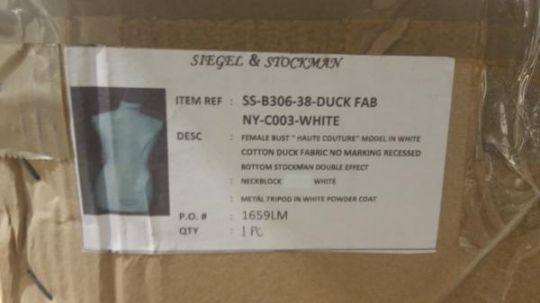 SIEGEL & STOCKMAN
ITEM REF : SS-B306-38-DUCK FAB
NY-C003-WHITE
DESC : FEMALE BUST " HAUTE COUTURE" MODEL IN WHITE
COTTON DUCK FABRIC NO MARKING RECESSED
BOTTOM STOCKMAN DOUBLE EFFECT
: NECKBLOCK WHITE
: METAL TRIPOD IN WHITE POWDER COAT
P.O. # : 1659LM
QTY : 1 PC